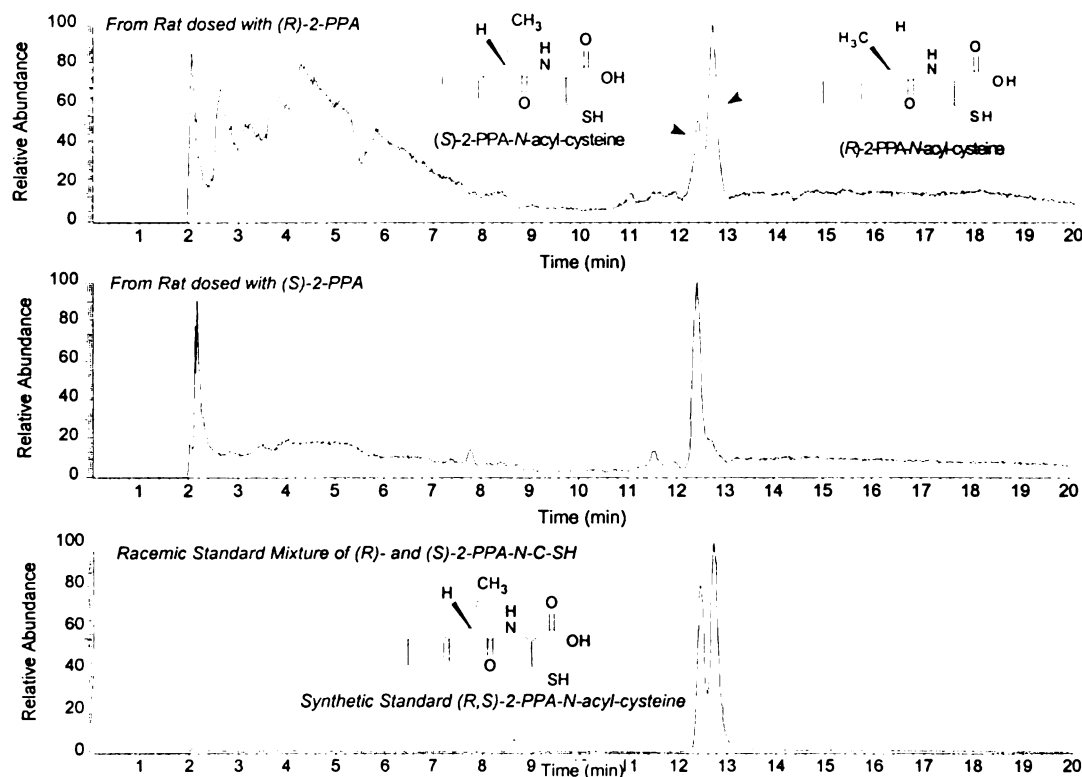 From Rat dosed with (R)-2-PPA
Relative Abundance
100
80
60
40
20
0
H
CH3
H
N
O
OH
O
SH
(S)-2-PPA-N-acyl-cysteine
H3C
H
H
N
O
OH
O
SH
(R)-2-PPA-N-acyl-cysteine
1 2 3 4 5 6 7 8 9 10 11 12 13 14 15 16 17 18 19 20
Time (min)
From Rat dosed with (S)-2-PPA
Relative Abundance
100
80
60
40
20
0
1 2 3 4 5 6 7 8 9 10 11 12 13 14 15 16 17 18 19 20
Time (min)
Racemic Standard Mixture of (R)- and (S)-2-PPA-N-C-SH
Relative Abundance
100
80
60
40
20
0
H
CH3
H
N
O
OH
O
SH
Synthetic Standard (R,S)-2-PPA-N-acyl-cysteine
1 2 3 4 5 6 7 8 9 10 11 12 13 14 15 16 17 18 19 20
Time (min)